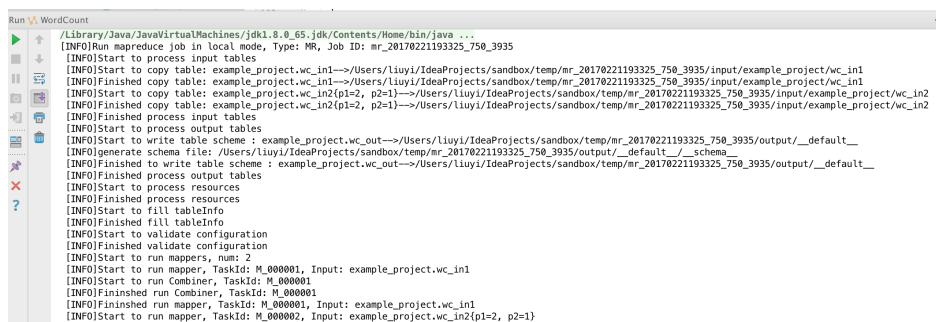 Run WordCount
/Library/Java/JavaVirtualMachines/jdk1.8.0_65.jdk/Contents/Home/bin/java ...
[INFO]Run mapreduce job in local mode, Type: MR, Job ID: mr_20170221193325_750_3935
[INFO]Start to process input tables
[INFO]Start to copy table: example_project.wc_in1-->/Users/liuyi/IdeaProjects/sandbox/temp/mr_20170221193325_750_3935/input/example_project/wc_in1
[INFO]Finished copy table: example_project.wc_in1-->/Users/liuyi/IdeaProjects/sandbox/temp/mr_20170221193325_750_3935/input/example_project/wc_in1
[INFO]Start to copy table: example_project.wc_in2{p1=2, p2=1}-->/Users/liuyi/IdeaProjects/sandbox/temp/mr_20170221193325_750_3935/input/example_project/wc_in2
[INFO]Finished copy table: example_project.wc_in2{p1=2, p2=1}-->/Users/liuyi/IdeaProjects/sandbox/temp/mr_20170221193325_750_3935/input/example_project/wc_in2
[INFO]Finished process input tables
[INFO]Start to process output tables
[INFO]Start to write table scheme : example_project.wc_out-->/Users/liuyi/IdeaProjects/sandbox/temp/mr_20170221193325_750_3935/output/__default__
[INFO]generate schema file: /Users/liuyi/IdeaProjects/sandbox/temp/mr_20170221193325_750_3935/output/__default__/__schema__
[INFO]Finished to write table scheme : example_project.wc_out-->/Users/liuyi/IdeaProjects/sandbox/temp/mr_20170221193325_750_3935/output/__default__
[INFO]Finished process output tables
[INFO]Start to process resources
[INFO]Finished process resources
[INFO]Start to fill tableInfo
[INFO]Finished fill tableInfo
[INFO]Start to validate configuration
[INFO]Finished validate configuration
[INFO]Start to run mappers, num: 2
[INFO]Start to run mapper, TaskId: M_000001, Input: example_project.wc_in1
[INFO]Start to run Combiner, TaskId: M_000001
[INFO]Fininshed run Combiner, TaskId: M_000001
[INFO]Fininshed run mapper, TaskId: M_000001, Input: example_project.wc_in1
[INFO]Start to run mapper, TaskId: M_000002, Input: example_project.wc_in2{p1=2, p2=1}